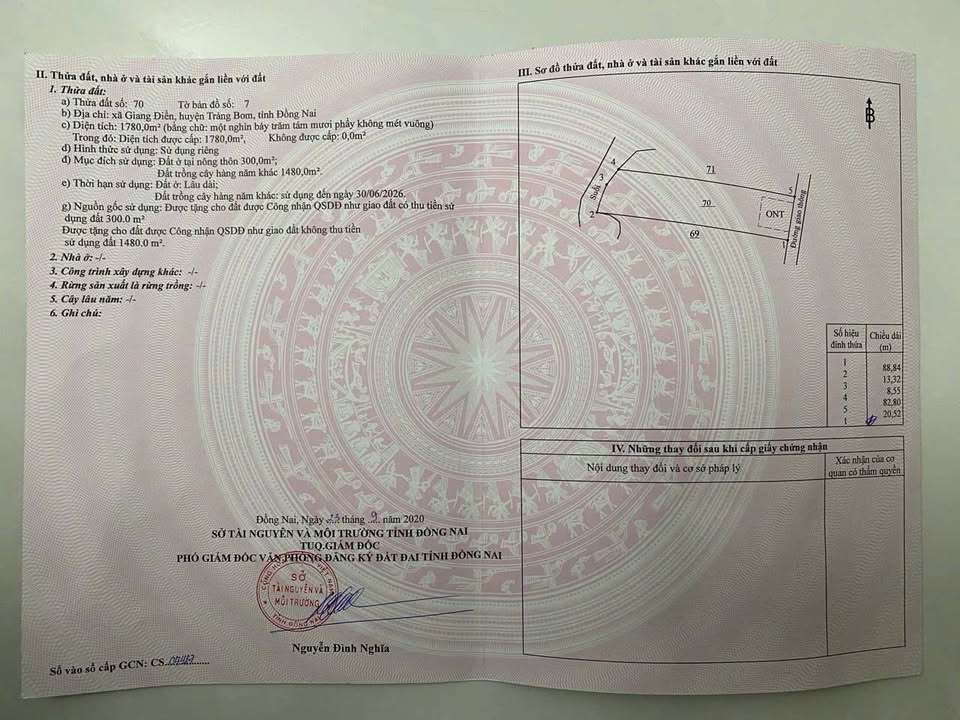 II. Thửa đất, nhà ở và tài sản khác gắn liền với đất
1. Thửa đất:
a) Thửa đất số: 70 Tờ bản đồ số: 7
b) Địa chỉ: xã Giang Điền, huyện Trảng Bom, tỉnh Đồng Nai
c) Diện tích: 1780,0m² (bằng chữ: một nghìn bảy trăm tám mươi phẩy không mét vuông)
Trong đó: Diện tích được cấp: 1780,0m², Không được cấp: 0,0m²
d) Hình thức sử dụng: Sử dụng riêng
đ) Mục đích sử dụng: Đất ở tại nông thôn 300,0m²;
Đất trồng cây hàng năm khác 1480,0m².
e) Thời hạn sử dụng: Đất ở: Lâu dài;
Đất trồng cây hàng năm khác: sử dụng đến ngày 30/06/2026.
g) Nguồn gốc sử dụng: Được tặng cho đất được Công nhận QSDĐ như giao đất có thu tiền sử
dụng đất 300.0 m²
Được tặng cho đất được Công nhận QSDĐ như giao đất không thu tiền
sử dụng đất 1480.0 m².
2. Nhà ở: -/-
3. Công trình xây dựng khác: -/-
4. Rừng sản xuất là rừng trồng: -/-
5. Cây lâu năm: -/-
6. Ghi chú:
Đồng Nai, Ngày tháng 9 năm 2020
SỞ TÀI NGUYÊN VÀ MÔI TRƯỜNG TỈNH ĐỒNG NAI
TUQ.GIÁM ĐỐC
PHÓ GIÁM ĐỐC VĂN PHÒNG ĐĂNG KÝ ĐẤT ĐAI TỈNH ĐỒNG NAI
SỞ
TÀI NGUYÊN VÀ
MÔI TRƯỜNG
TỈNH ĐỒNG NAI
Nguyễn Đình Nghĩa
Số vào sổ cấp GCN: CS
III. Sơ đồ thửa đất, nhà ở và tài sản khác gắn liền với đất
B
4
3
Suối
2
71
70
69
5
ONT
1
Đường giao thông
Số hiệu đỉnh thửa
Chiều dài (m)
1
88,84
2
13,32
3
8,55
4
82,80
5
20,52
1
IV. Những thay đổi sau khi cấp giấy chứng nhận
Nội dung thay đổi và cơ sở pháp lý
Xác nhận của cơ
quan có thẩm quyền